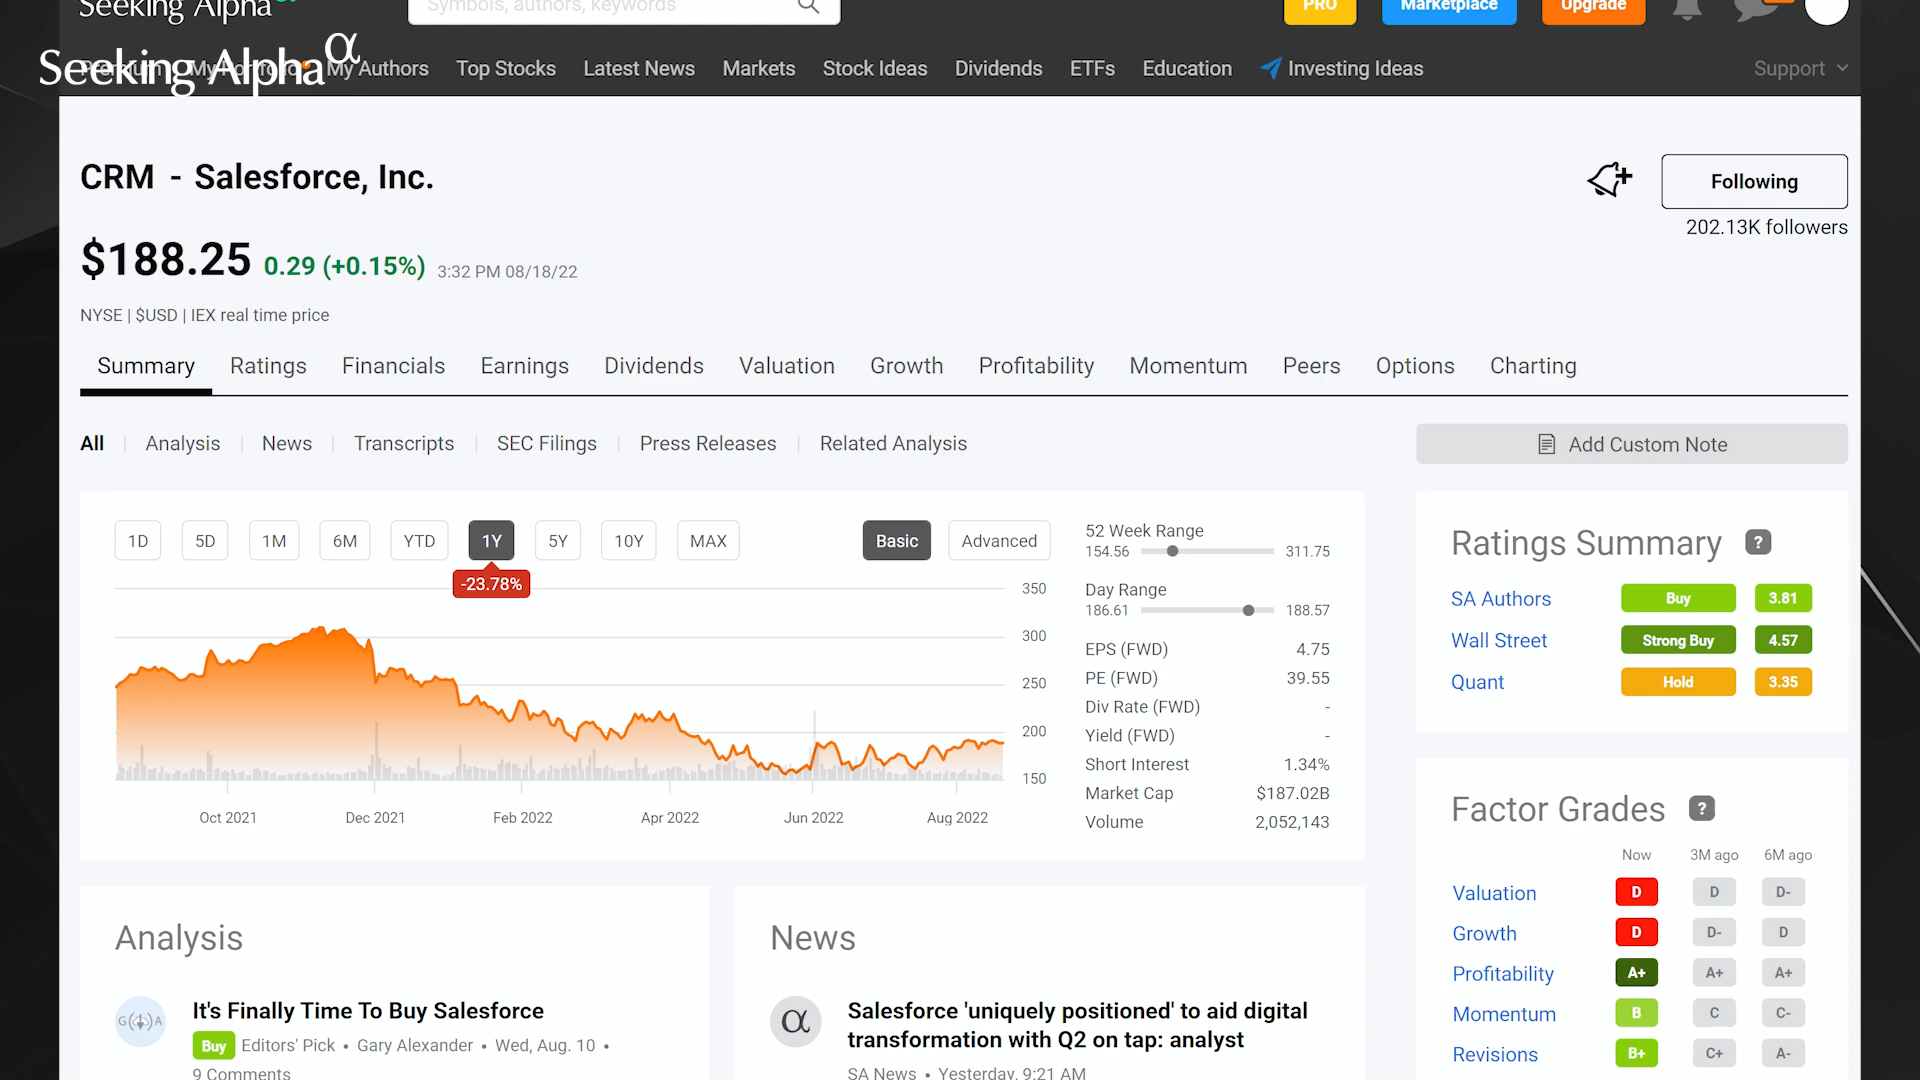 Seeking Alpha
Symbols, authors, keywords
PRO
Marketplace
Upgrade
Seeking Alpha α
My Authors
Top Stocks
Latest News
Markets
Stock Ideas
Dividends
ETFs
Education
Investing Ideas
Support
CRM - Salesforce, Inc.
Following
202.13K followers
$188.25 0.29 (+0.15%) 3:32 PM 08/18/22
NYSE | $USD | IEX real time price
Summary
Ratings
Financials
Earnings
Dividends
Valuation
Growth
Profitability
Momentum
Peers
Options
Charting
All
Analysis
News
Transcripts
SEC Filings
Press Releases
Related Analysis
Add Custom Note
1D
5D
1M
6M
YTD
1Y
5Y
10Y
MAX
Basic
Advanced
-23.78%
350
300
250
200
150
Oct 2021
Dec 2021
Feb 2022
Apr 2022
Jun 2022
Aug 2022
52 Week Range
154.56 311.75
Day Range
186.61 188.57
EPS (FWD) 4.75
PE (FWD) 39.55
Div Rate (FWD) -
Yield (FWD) -
Short Interest 1.34%
Market Cap $187.02B
Volume 2,052,143
Ratings Summary ?
SA Authors Buy 3.81
Wall Street Strong Buy 4.57
Quant Hold 3.35
Factor Grades ?
Now 3M ago 6M ago
Valuation D D D-
Growth D D- D
Profitability A+ A+ A+
Momentum B C C-
Revisions B+ C+ A-
Analysis
It's Finally Time To Buy Salesforce
Buy Editors' Pick • Gary Alexander • Wed, Aug. 10 •
9 Comments
News
α
Salesforce 'uniquely positioned' to aid digital
transformation with Q2 on tap: analyst
SA News • Yesterday, 9:21 AM